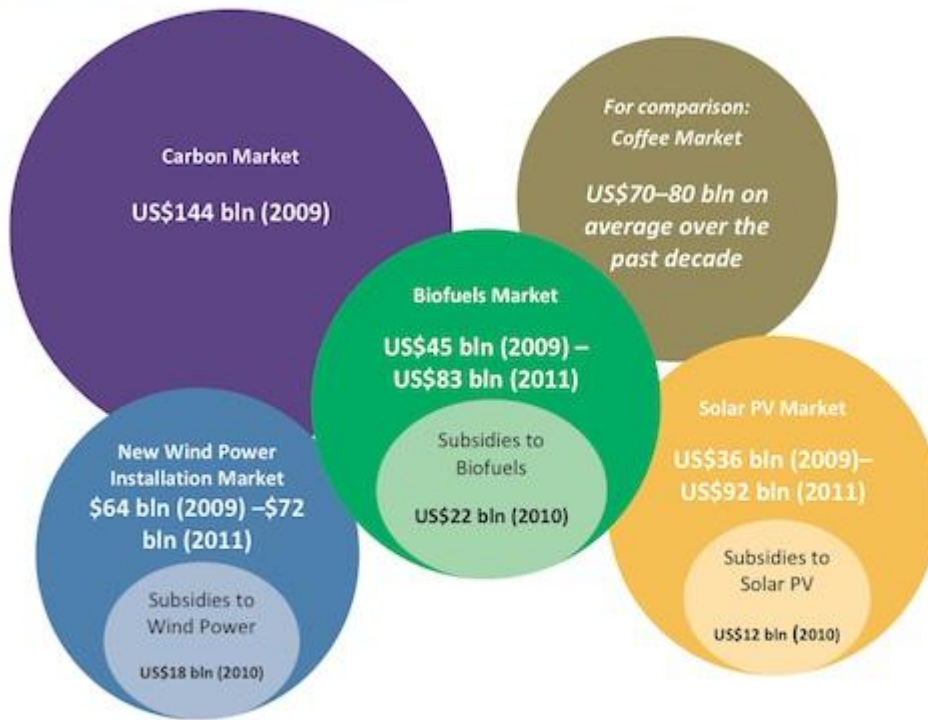 Carbon Market
US$144 bln (2009)
For comparison:
Coffee Market
US$70–80 bln on
average over the
past decade
Biofuels Market
US$45 bln (2009) –
US$83 bln (2011)
Subsidies to
Biofuels
US$22 bln (2010)
New Wind Power
Installation Market
$64 bln (2009) –$72
bln (2011)
Subsidies to
Wind Power
US$18 bln (2010)
Solar PV Market
US$36 bln (2009)–
US$92 bln (2011)
Subsidies to
Solar PV
US$12 bln (2010)